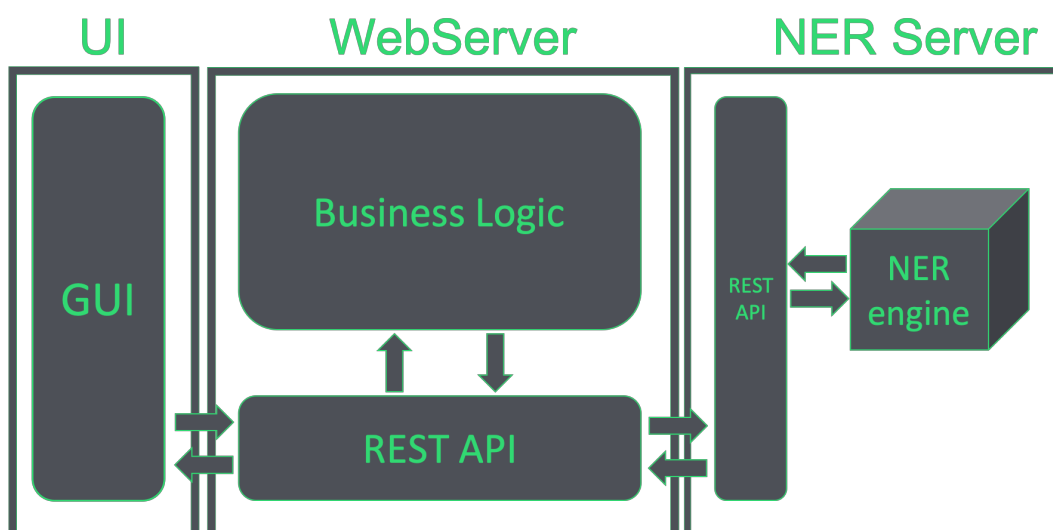 UI
WebServer
NER Server
GUI
Business Logic
REST API
REST
API
NER
engine